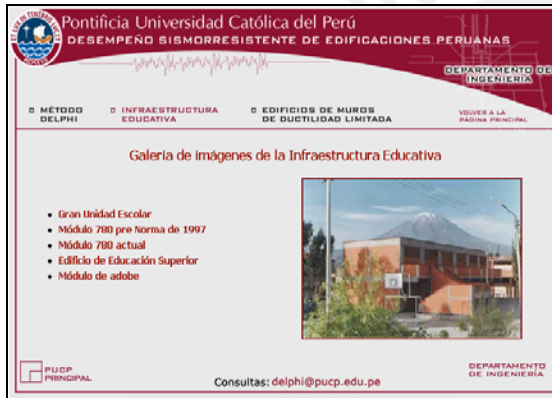 Pontificia Universidad Católica del Perú
DESEMPEÑO SISMORRESISTENTE DE EDIFICACIONES PERUANAS
DEPARTAMENTO DE
INGENIERÍA
MÉTODO
DELPHI
INFRAESTRUCTURA
EDUCATIVA
EDIFICIOS DE MUROS
DE DUCTILIDAD LIMITADA
VOLVER A LA
PÁGINA PRINCIPAL
Galería de imágenes de la Infraestructura Educativa
Gran Unidad Escolar
Módulo 780 pre Norma de 1997
Módulo 780 actual
Edificio de Educación Superior
Módulo de adobe
PUCP
PRINCIPAL
Consultas: delphi@pucp.edu.pe
DEPARTAMENTO
DE INGENIERÍA